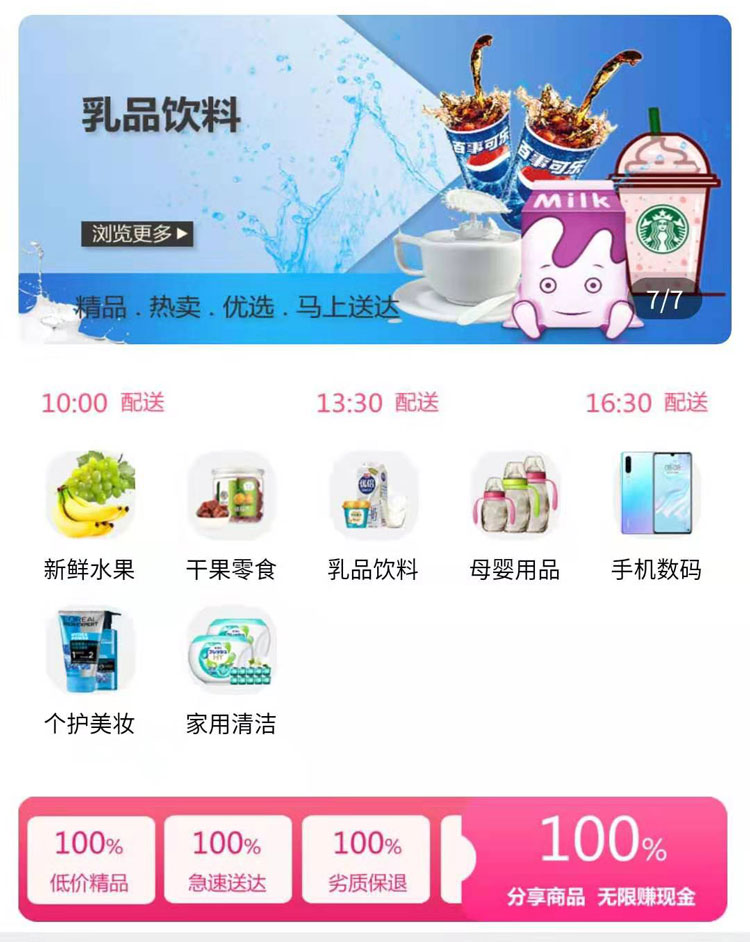 乳品饮料
百事可乐
百事可乐
Milk
浏览更多
精品 . 热卖 . 优选 . 马上送达
7/7
10:00 配送
13:30 配送
16:30 配送
优倍
新鲜水果
干果零食
乳品饮料
母婴用品
手机数码
L'OREAL
个护美妆
家用清洁
100%
低价精品
100%
急速送达
100%
劣质保退
100%
分享商品 无限赚现金